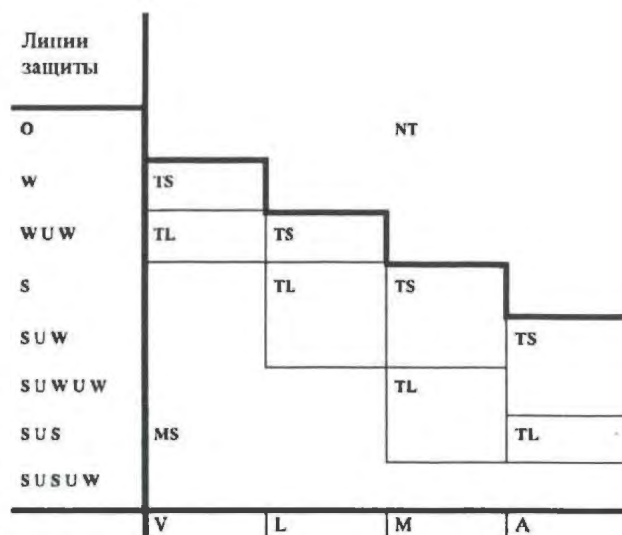 Линии
защиты
O NT
W TS
W U W TL TS
S TL TS
S U W TS
S U W U W TL
S U S MS TL
S U S U W
V L M A